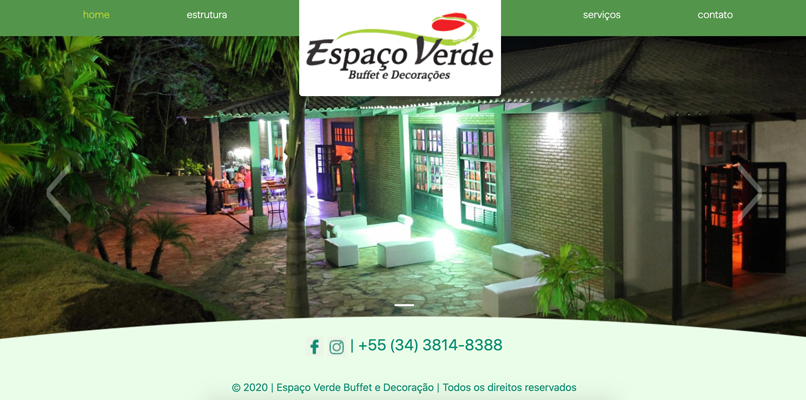 home
estrutura
Espaço Verde
Buffet e Decorações
serviços
contato
| +55 (34) 3814-8388
© 2020 | Espaço Verde Buffet e Decoração | Todos os direitos reservados